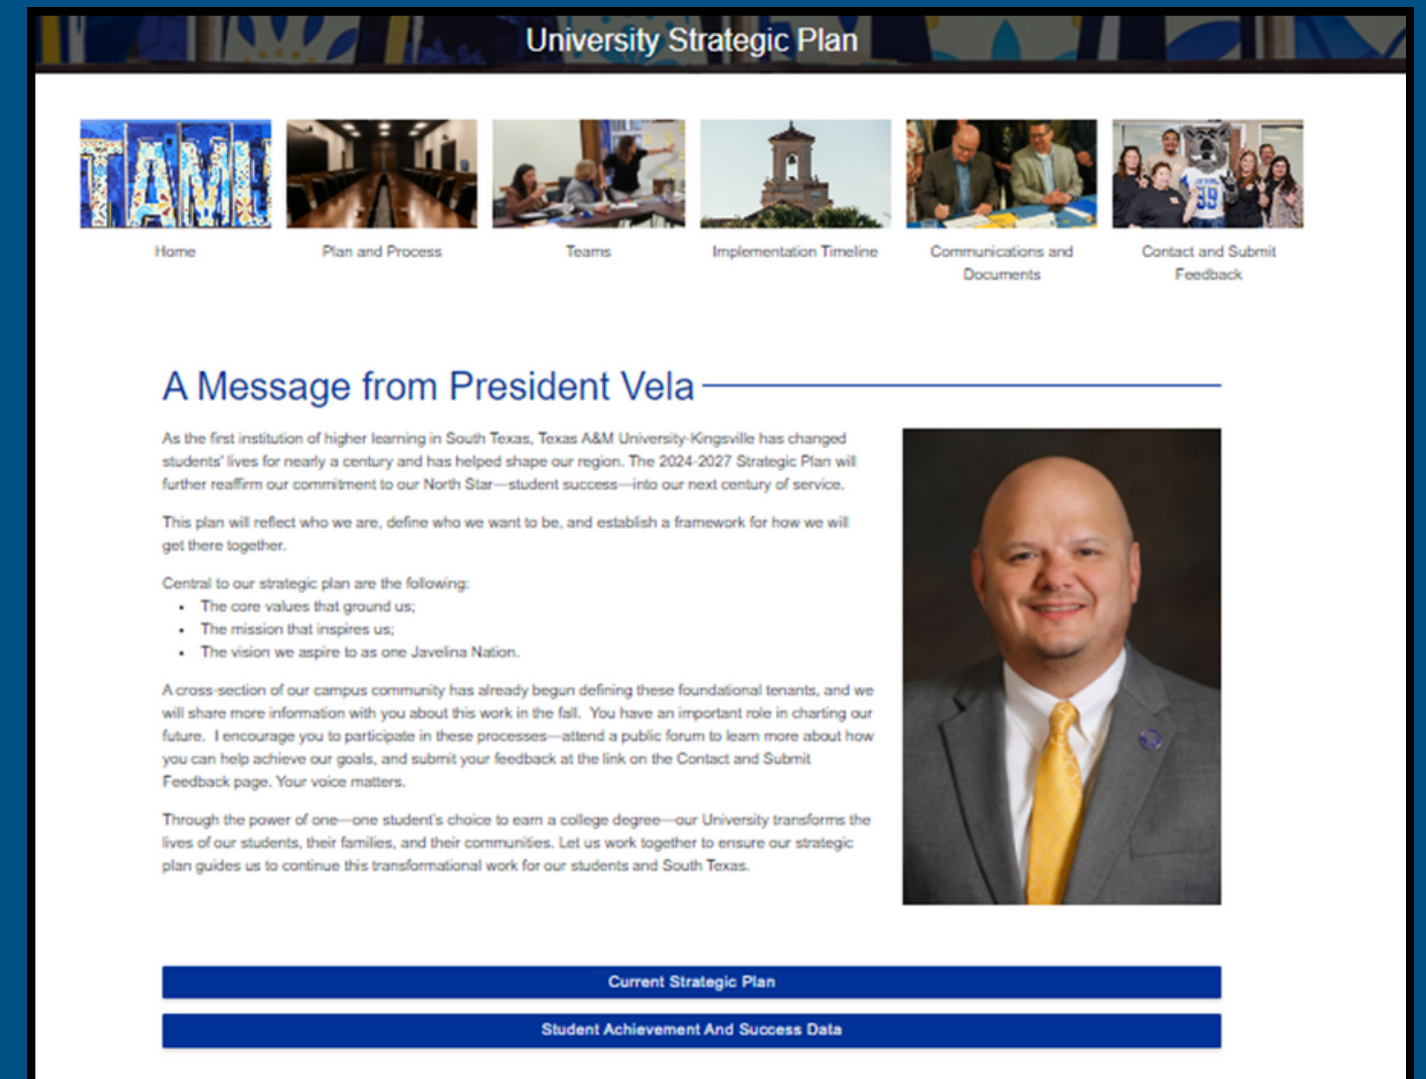 University Strategic Plan
TAMU
39
Home
Plan and Process
Teams
Implementation Timeline
Communications and
Documents
Contact and Submit
Feedback
A Message from President Vela
As the first institution of higher learning in South Texas, Texas A&M University-Kingsville has changed
students' lives for nearly a century and has helped shape our region. The 2024-2027 Strategic Plan will
further reaffirm our commitment to our North Star—student success—into our next century of service.
This plan will reflect who we are, define who we want to be, and establish a framework for how we will
get there together.
Central to our strategic plan are the following:
• The core values that ground us;
• The mission that inspires us;
• The vision we aspire to as one Javelina Nation.
A cross-section of our campus community has already begun defining these foundational tenants, and we
will share more information with you about this work in the fall. You have an important role in charting our
future. I encourage you to participate in these processes—attend a public forum to learn more about how
you can help achieve our goals, and submit your feedback at the link on the Contact and Submit
Feedback page. Your voice matters.
Through the power of one—one student's choice to earn a college degree—our University transforms the
lives of our students, their families, and their communities. Let us work together to ensure our strategic
plan guides us to continue this transformational work for our students and South Texas.
Current Strategic Plan
Student Achievement And Success Data